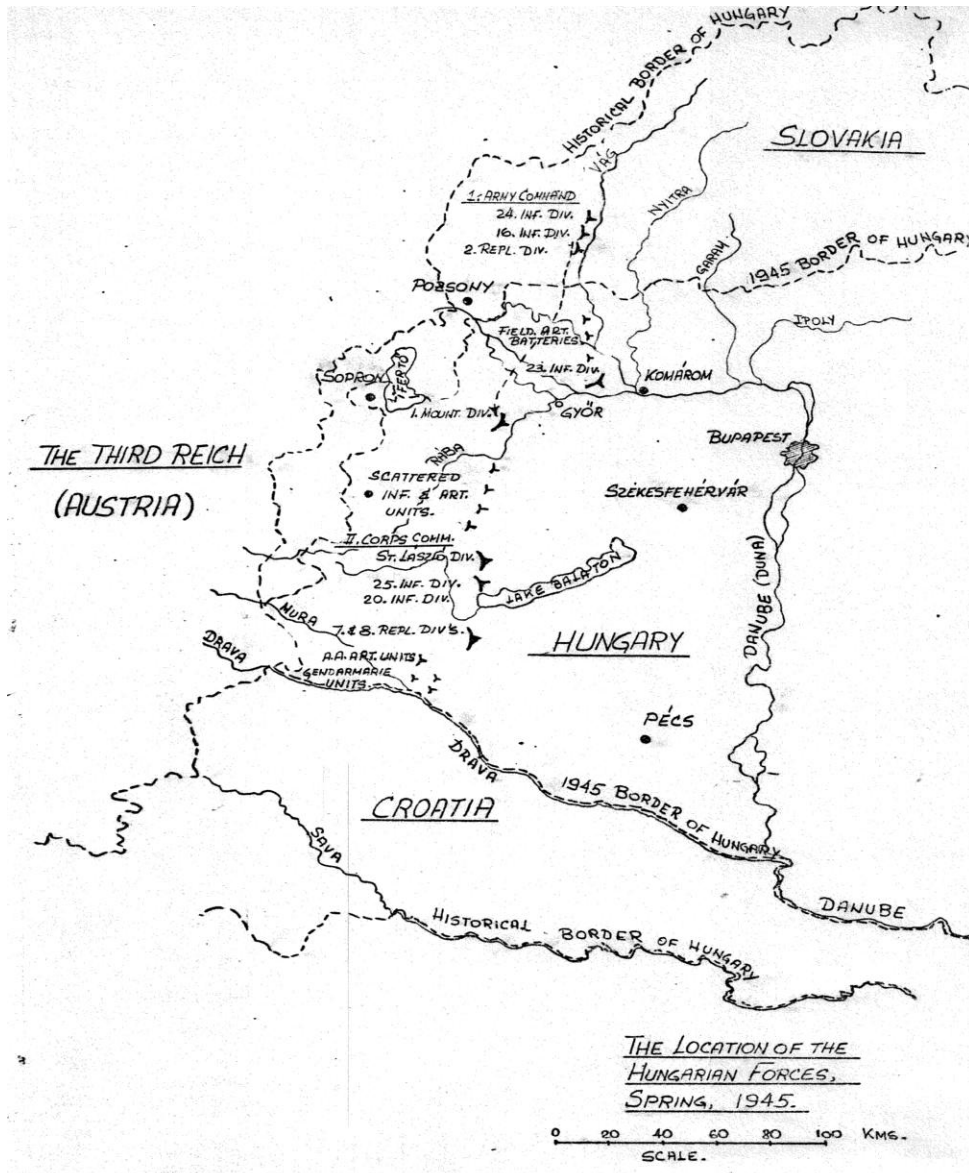 HISTORICAL BORDER OF HUNGARY
SLOVAKIA
VÁG
NYITRA
GARAM
1945 BORDER OF HUNGARY
IPOLY
1. ARMY COMMAND
24. INF. DIV.
16. INF. DIV.
2. REPL. DIV.
POZSONY
FIELD. ART.
BATTERIES
23. INF. DIV.
KOMÁROM
SOPRON
FERTŐ
1. MOUNT. DIV.
GYŐR
BUPAPEST
RÁBA
THE THIRD REICH
(AUSTRIA)
SCATTERED
INF. & ART.
UNITS.
SZÉKESFEHÉRVÁR
II. CORPS COMM.
ST. LASZLÓ DIV.
25. INF. DIV.
20. INF. DIV.
LAKE BALATON
DANUBE (DUNA)
MURA
7. & 8. REPL. DIV'S.
HUNGARY
DRAVA
A.A. ART. UNITS
GENDARMARIE
UNITS.
PÉCS
DRAVA
1945 BORDER OF HUNGARY
CROATIA
SAVA
DANUBE
HISTORICAL BORDER OF HUNGARY
THE LOCATION OF THE
HUNGARIAN FORCES,
SPRING, 1945.
0 20 40 60 80 100 KMS.
SCALE.